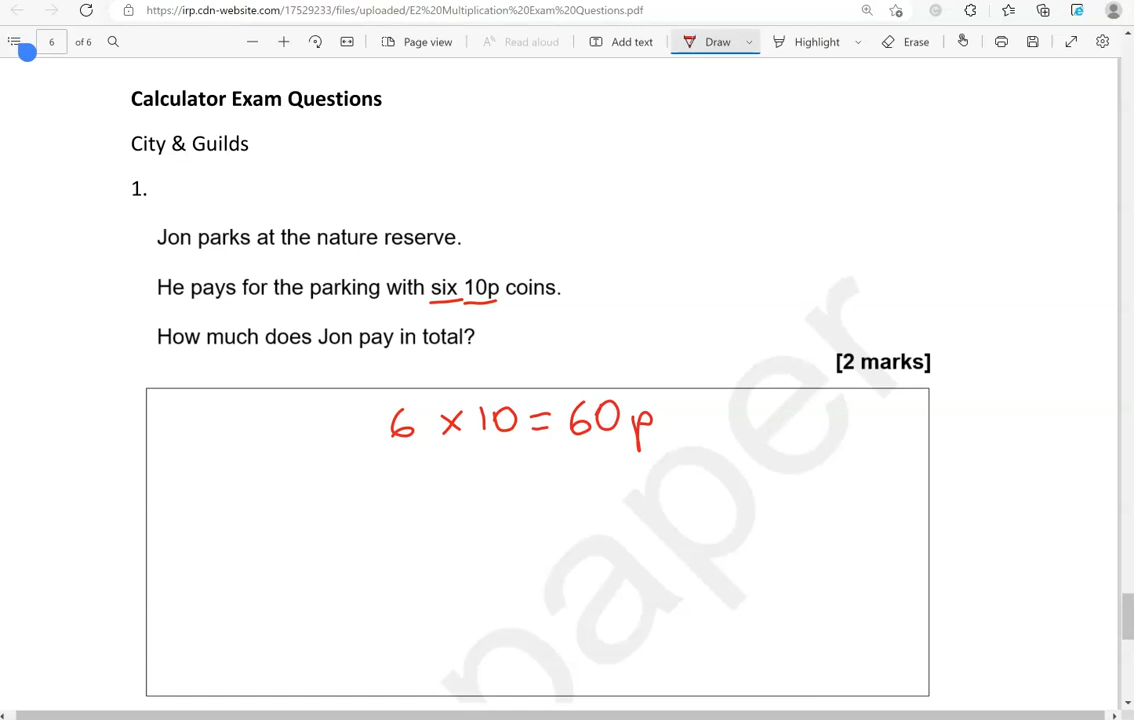 https://irp.cdn-website.com/17529233/files/uploaded/E2%20Multiplication%20Exam%20Questions.pdf
6 of 6 Page view Read aloud Add text Draw Highlight Erase
Calculator Exam Questions
City & Guilds
1.
Jon parks at the nature reserve.
He pays for the parking with six 10p coins.
How much does Jon pay in total?
[2 marks]
6 × 10 = 60p
paper